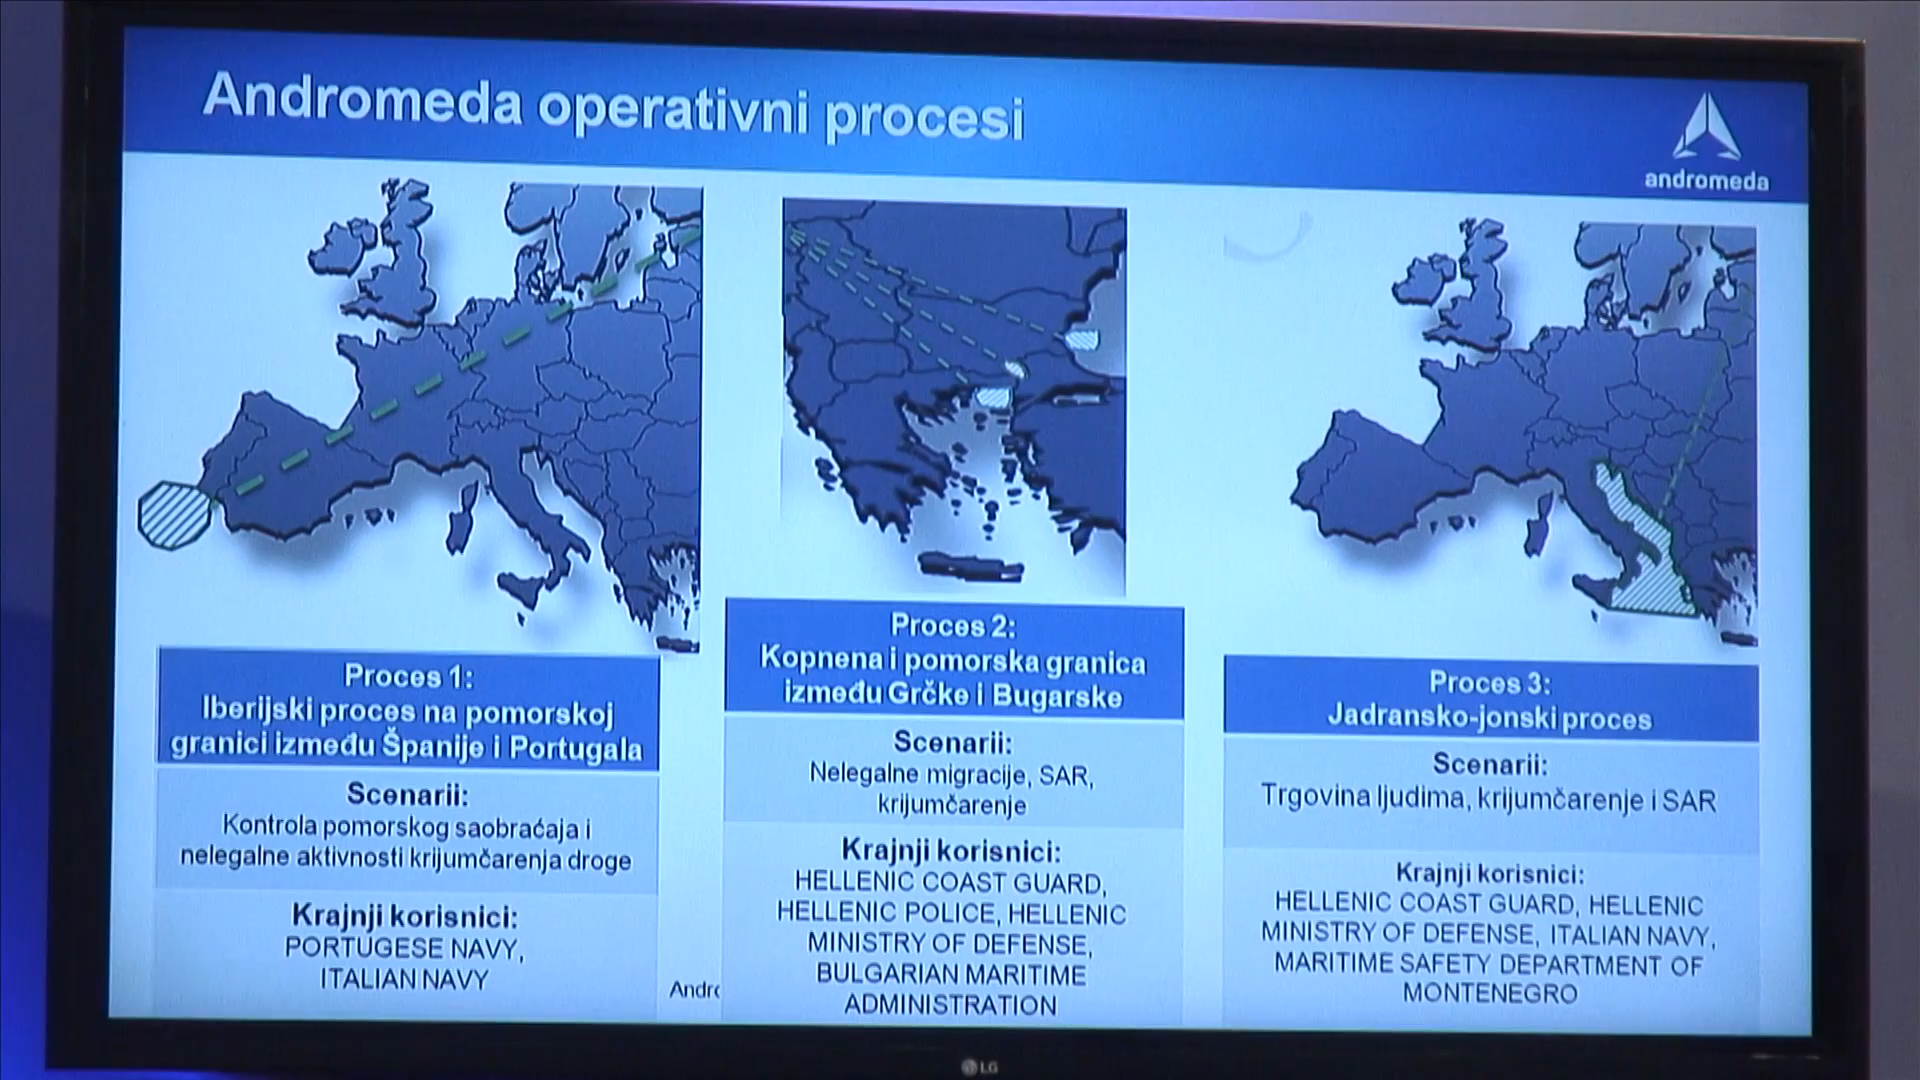 Andromeda operativni procesi
andromeda
Proces 1:
Iberijski proces na pomorskoj
granici između Španije i Portugala
Scenarii:
Kontrola pomorskog saobraćaja i
nelegalne aktivnosti krijumčarenja droge
Krajnji korisnici:
PORTUGESE NAVY,
ITALIAN NAVY
Andro
Proces 2:
Kopnena i pomorska granica
između Grčke i Bugarske
Scenarii:
Nelegalne migracije, SAR,
krijumčarenje
Krajnji korisnici:
HELLENIC COAST GUARD,
HELLENIC POLICE, HELLENIC
MINISTRY OF DEFENSE,
BULGARIAN MARITIME
ADMINISTRATION
Proces 3:
Jadransko-jonski proces
Scenarii:
Trgovina ljudima, krijumčarenje i SAR
Krajnji korisnici:
HELLENIC COAST GUARD, HELLENIC
MINISTRY OF DEFENSE, ITALIAN NAVY,
MARITIME SAFETY DEPARTMENT OF
MONTENEGRO
LG